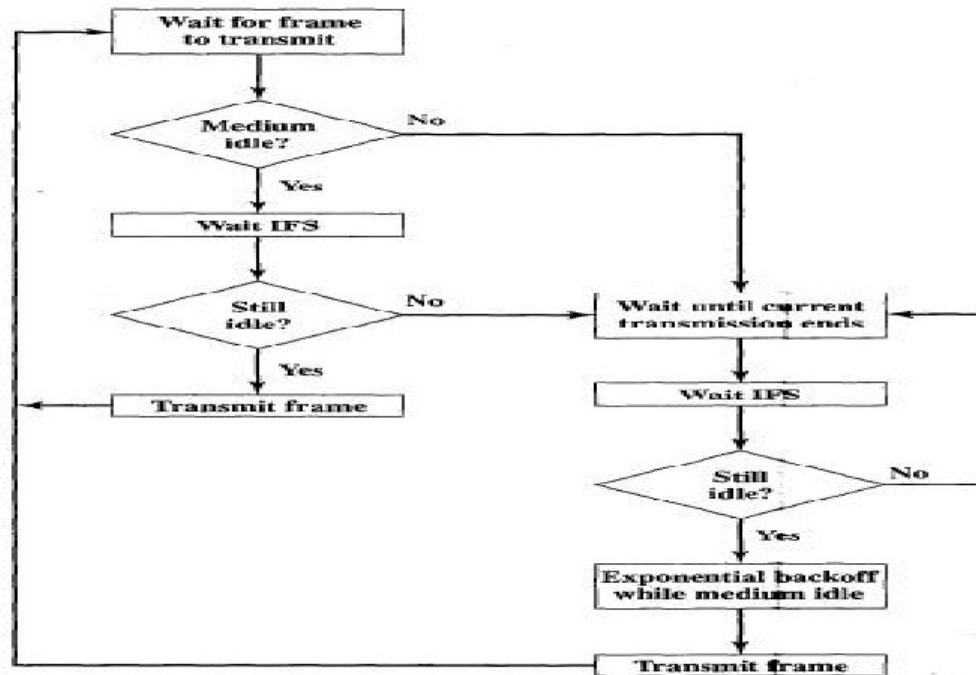 Wait for frame
to transmit
Medium
idle?
No
Yes
Wait IFS
Still
idle?
No
Yes
Transmit frame
Wait until current
transmission ends
Wait IFS
Still
idle?
No
Yes
Exponential backoff
while medium idle
Transmit frame